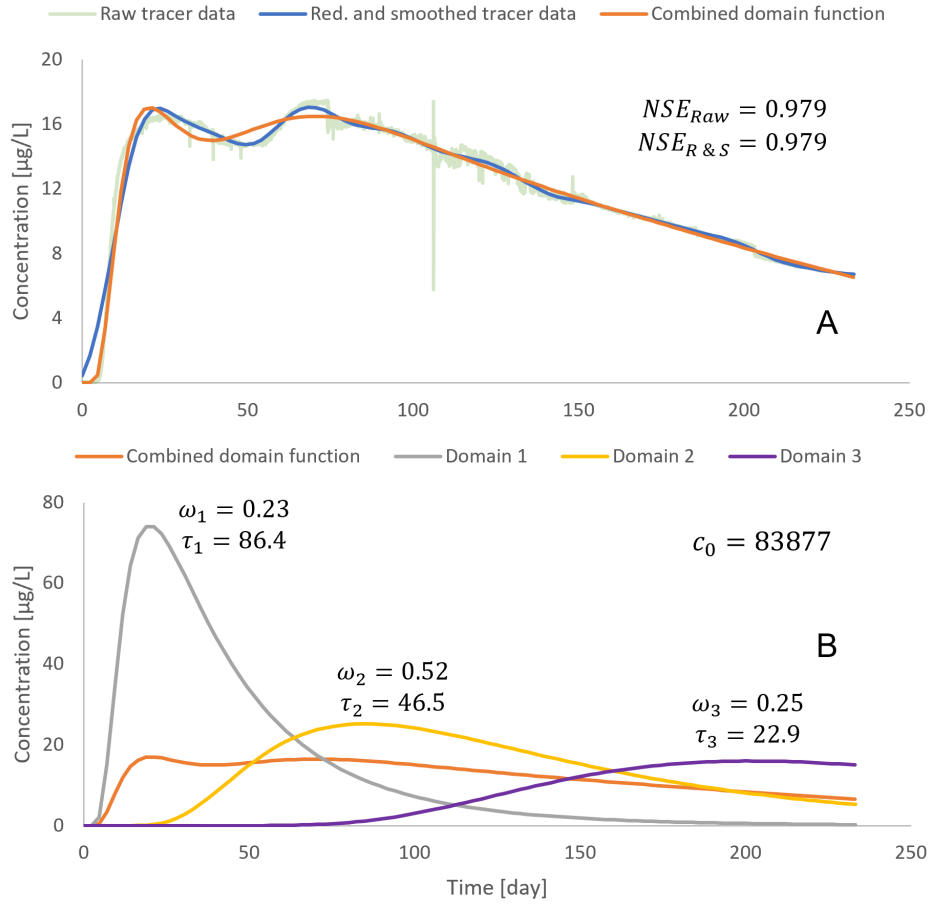 Raw tracer data Red. and smoothed tracer data Combined domain function
Concentration [µg/L]
20
16
12
8
4
0
NSE_Raw = 0.979
NSE_R & S = 0.979
A
0 50 100 150 200 250
Combined domain function Domain 1 Domain 2 Domain 3
Concentration [µg/L]
80
60
40
20
0
ω₁ = 0.23
τ₁ = 86.4
c₀ = 83877
B
ω₂ = 0.52
τ₂ = 46.5
ω₃ = 0.25
τ₃ = 22.9
0 50 100 150 200 250
Time [day]